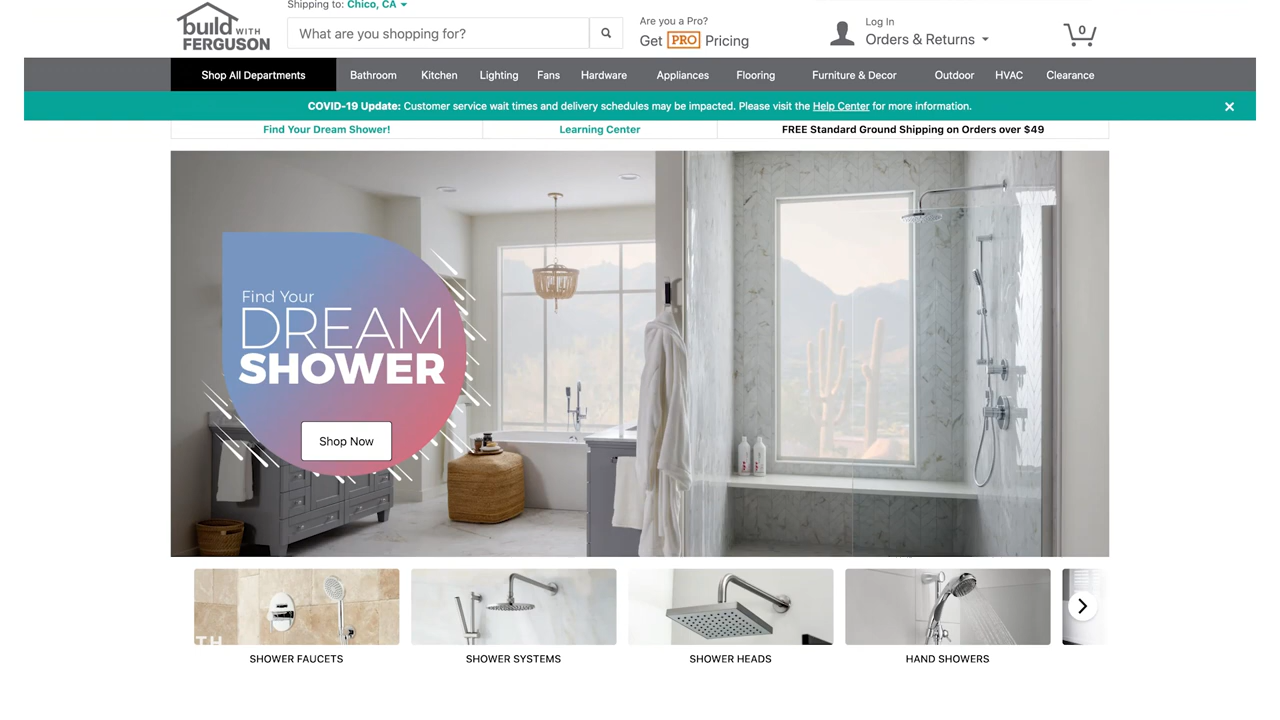 Shipping to: Chico, CA
build WITH
FERGUSON
What are you shopping for?
Are you a Pro?
Get PRO Pricing
Log In
Orders & Returns
0
Shop All Departments Bathroom Kitchen Lighting Fans Hardware Appliances Flooring Furniture & Decor Outdoor HVAC Clearance
COVID-19 Update: Customer service wait times and delivery schedules may be impacted. Please visit the Help Center for more information.
Find Your Dream Shower! Learning Center FREE Standard Ground Shipping on Orders over $49
Find Your
DREAM
SHOWER
Shop Now
TH
SHOWER FAUCETS SHOWER SYSTEMS SHOWER HEADS HAND SHOWERS